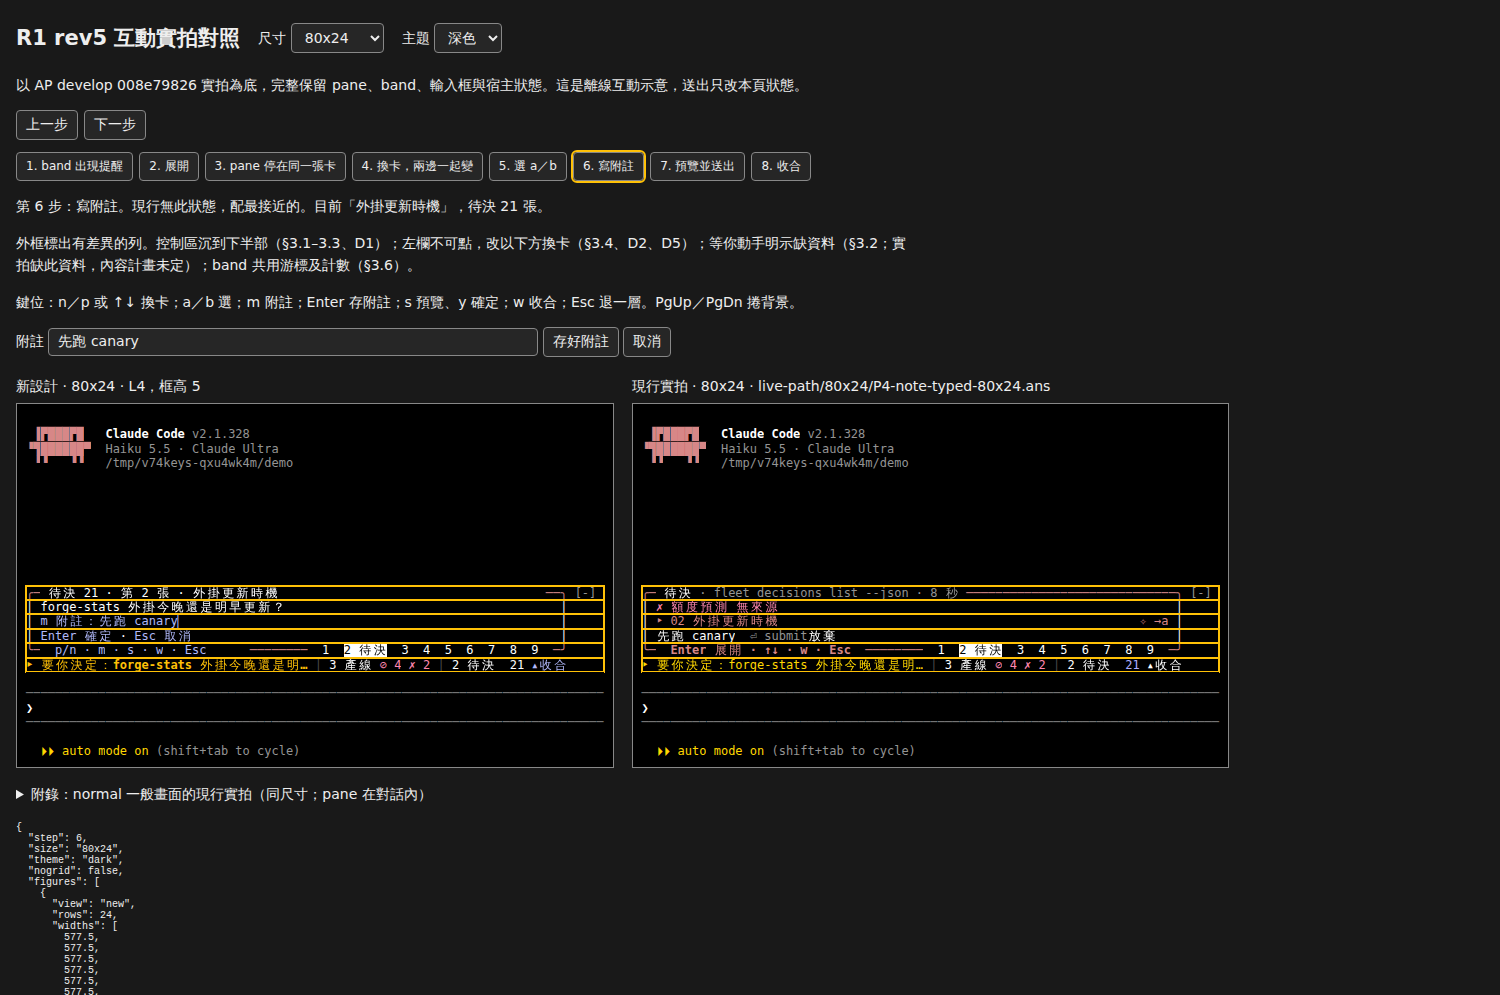 R1 rev5 互動實拍對照 尺寸 80x24 主題 深色
以 AP develop 008e79826 實拍為底，完整保留 pane、band、輸入框與宿主狀態。這是離線互動示意，送出只改本頁狀態。
上一步 下一步
1. band 出現提醒 2. 展開 3. pane 停在同一張卡 4. 換卡，兩邊一起變 5. 選 a／b 6. 寫附註 7. 預覽並送出 8. 收合
第 6 步：寫附註。現行無此狀態，配最接近的。目前「外掛更新時機」，待決 21 張。
外框標出有差異的列。控制區沉到下半部（§3.1–3.3、D1）；左欄不可點，改以下方換卡（§3.4、D2、D5）；等你動手明示缺資料（§3.2；實
拍缺此資料，內容計畫未定）；band 共用游標及計數（§3.6）。
鍵位：n／p 或 ↑↓ 換卡；a／b 選；m 附註；Enter 存附註；s 預覽、y 確定；w 收合；Esc 退一層。PgUp／PgDn 捲背景。
附註 先跑 canary 存好附註 取消
新設計 · 80x24 · L4，框高 5
Claude Code v2.1.328
Haiku 5.5 · Claude Ultra
/tmp/v74keys-qxu4wk4m/demo
待決 21 · 第 2 張 · 外掛更新時機 [-]
forge-stats 外掛今晚還是明早更新？
m 附註：先跑 canary
Enter 確定 · Esc 取消
p/n · m · s · w · Esc 1 2 待決 3 4 5 6 7 8 9
‣ 要你決定：forge-stats 外掛今晚還是明… | 3 產線 ⊘ 4 ✗ 2 | 2 待決 21 ▴收合
❯
⏵⏵ auto mode on (shift+tab to cycle)
現行實拍 · 80x24 · live-path/80x24/P4-note-typed-80x24.ans
Claude Code v2.1.328
Haiku 5.5 · Claude Ultra
/tmp/v74keys-qxu4wk4m/demo
待決 · fleet decisions list --json · 8 秒 [-]
✗ 額度預測 無來源
‣ 02 外掛更新時機 ✧ →a
先跑 canary ⏎ submit放棄
Enter 展開 · ↑↓ · w · Esc 1 2 待決 3 4 5 6 7 8 9
‣ 要你決定：forge-stats 外掛今晚還是明… | 3 產線 ⊘ 4 ✗ 2 | 2 待決 21 ▴收合
❯
⏵⏵ auto mode on (shift+tab to cycle)
▶ 附錄：normal 一般畫面的現行實拍（同尺寸；pane 在對話內）
{
"step": 6,
"size": "80x24",
"theme": "dark",
"nogrid": false,
"figures": [
{
"view": "new",
"rows": 24,
"widths": [
577.5,
577.5,
577.5,
577.5,
577.5,
577.5,